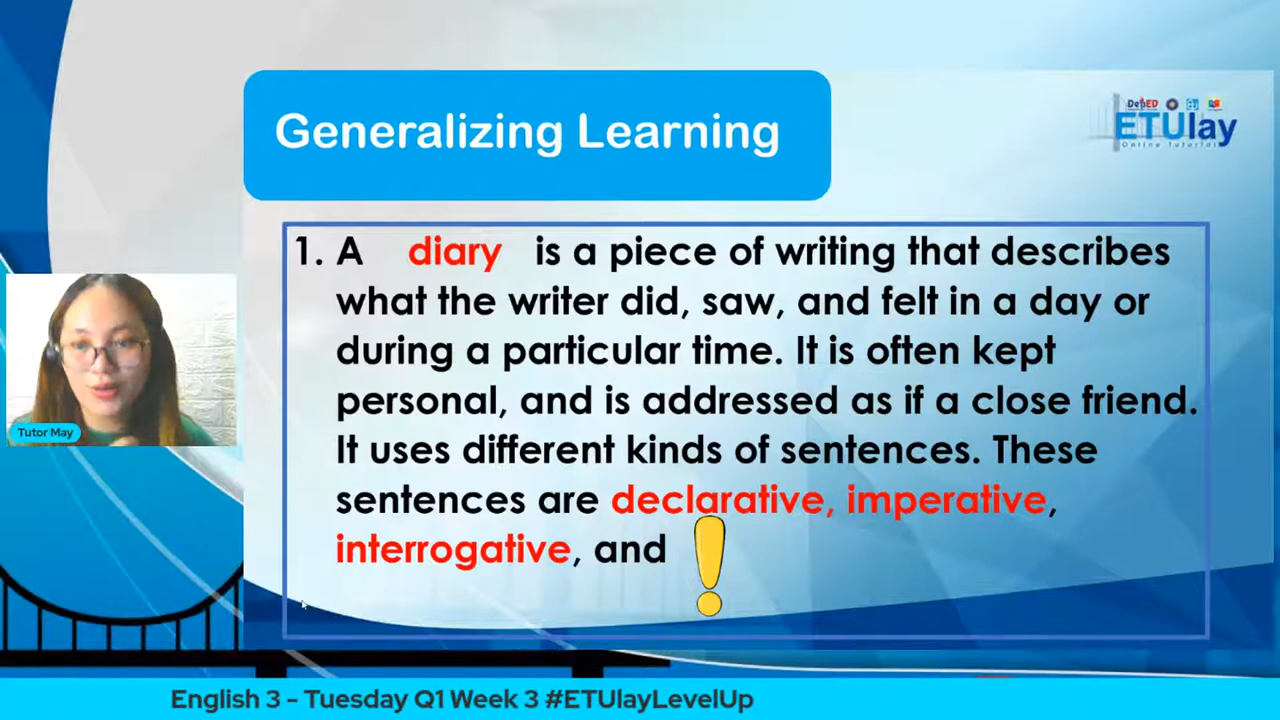 Generalizing Learning
DepED
ETUlay
Online Tutorial
1. A diary is a piece of writing that describes
what the writer did, saw, and felt in a day or
during a particular time. It is often kept
personal, and is addressed as if a close friend.
It uses different kinds of sentences. These
sentences are declarative, imperative,
interrogative, and !
Tutor May
English 3 - Tuesday Q1 Week 3 #ETUlayLevelUp